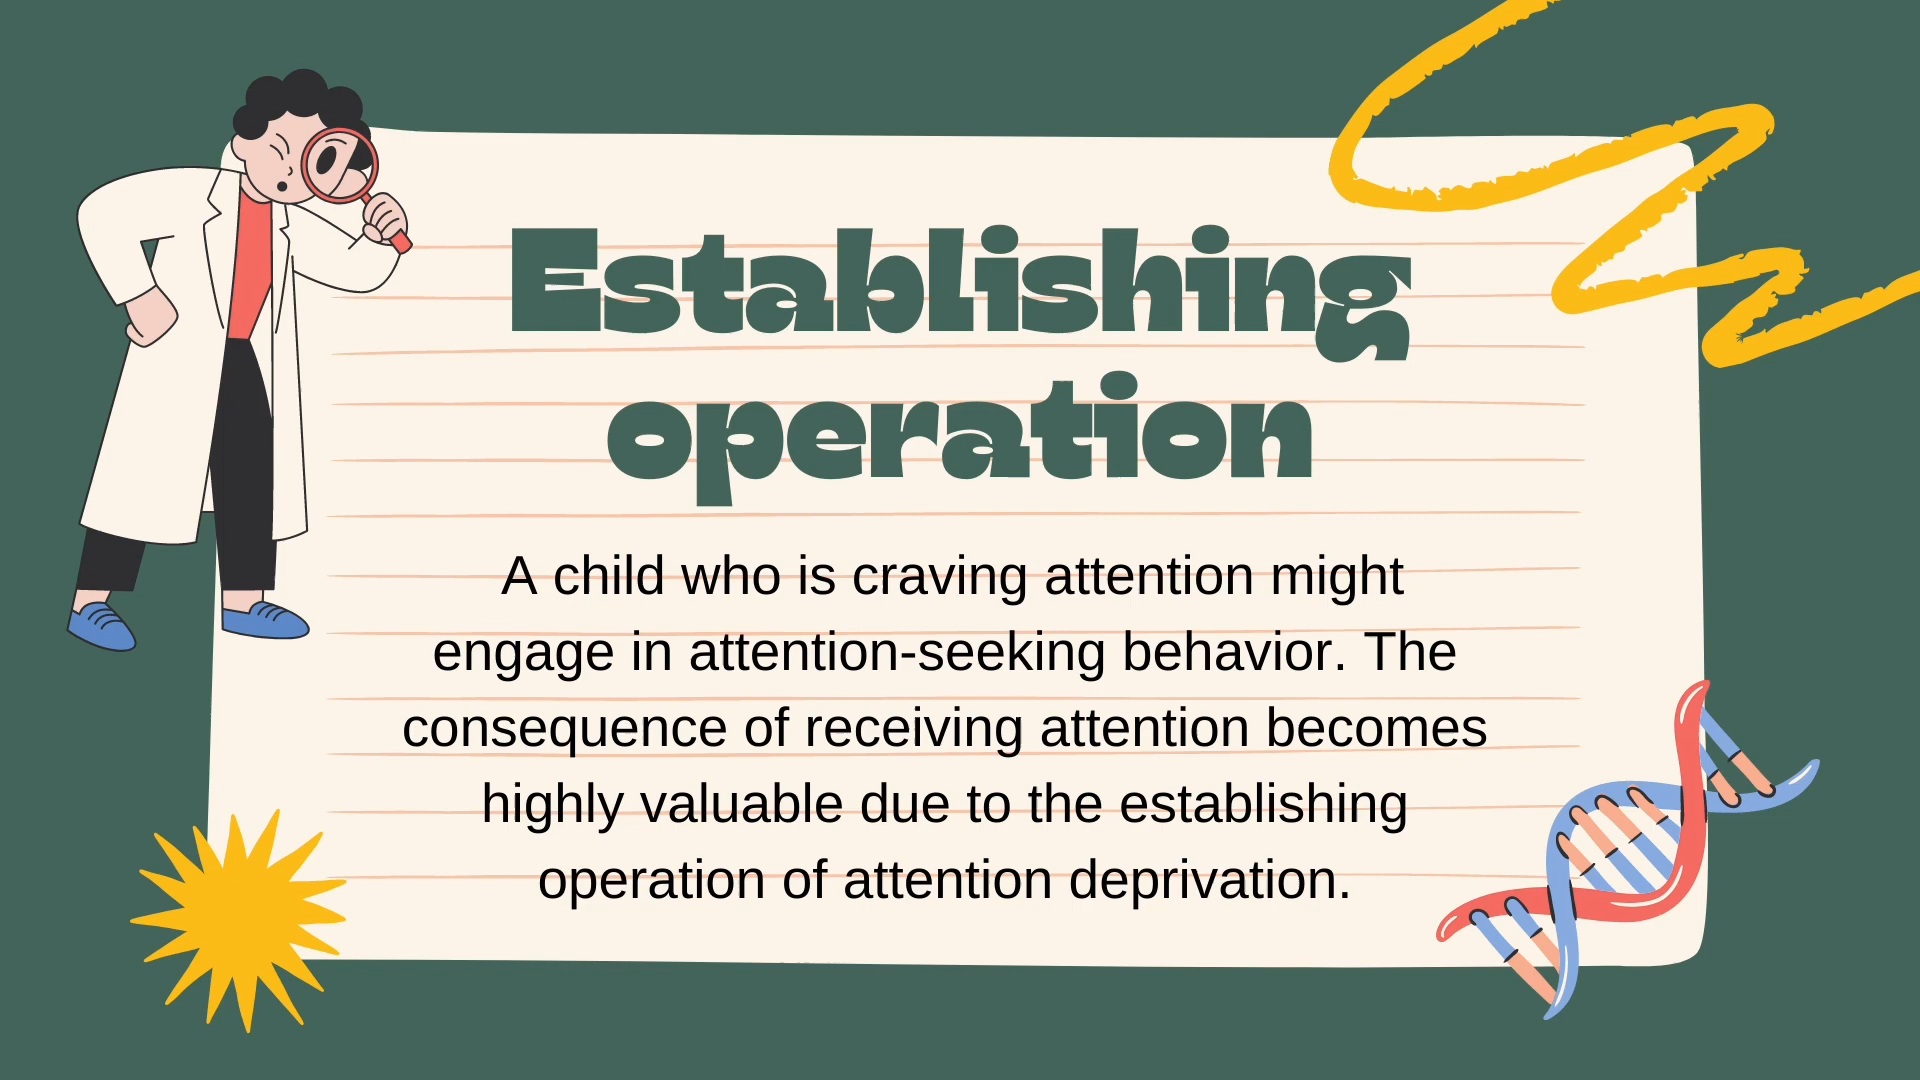 Establishing
operation
A child who is craving attention might
engage in attention-seeking behavior. The
consequence of receiving attention becomes
highly valuable due to the establishing
operation of attention deprivation.